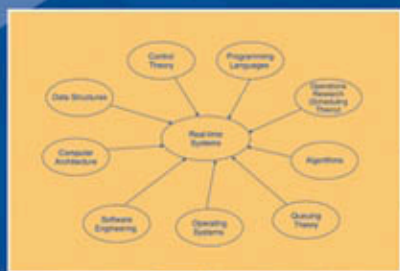 Control
Theory
Programming
Languages
Data Structures
Operations
Research
(Scheduling
Theory)
Real-time
Systems
Computer
Architecture
Algorithms
Software
Engineering
Operating
Systems
Queuing
Theory